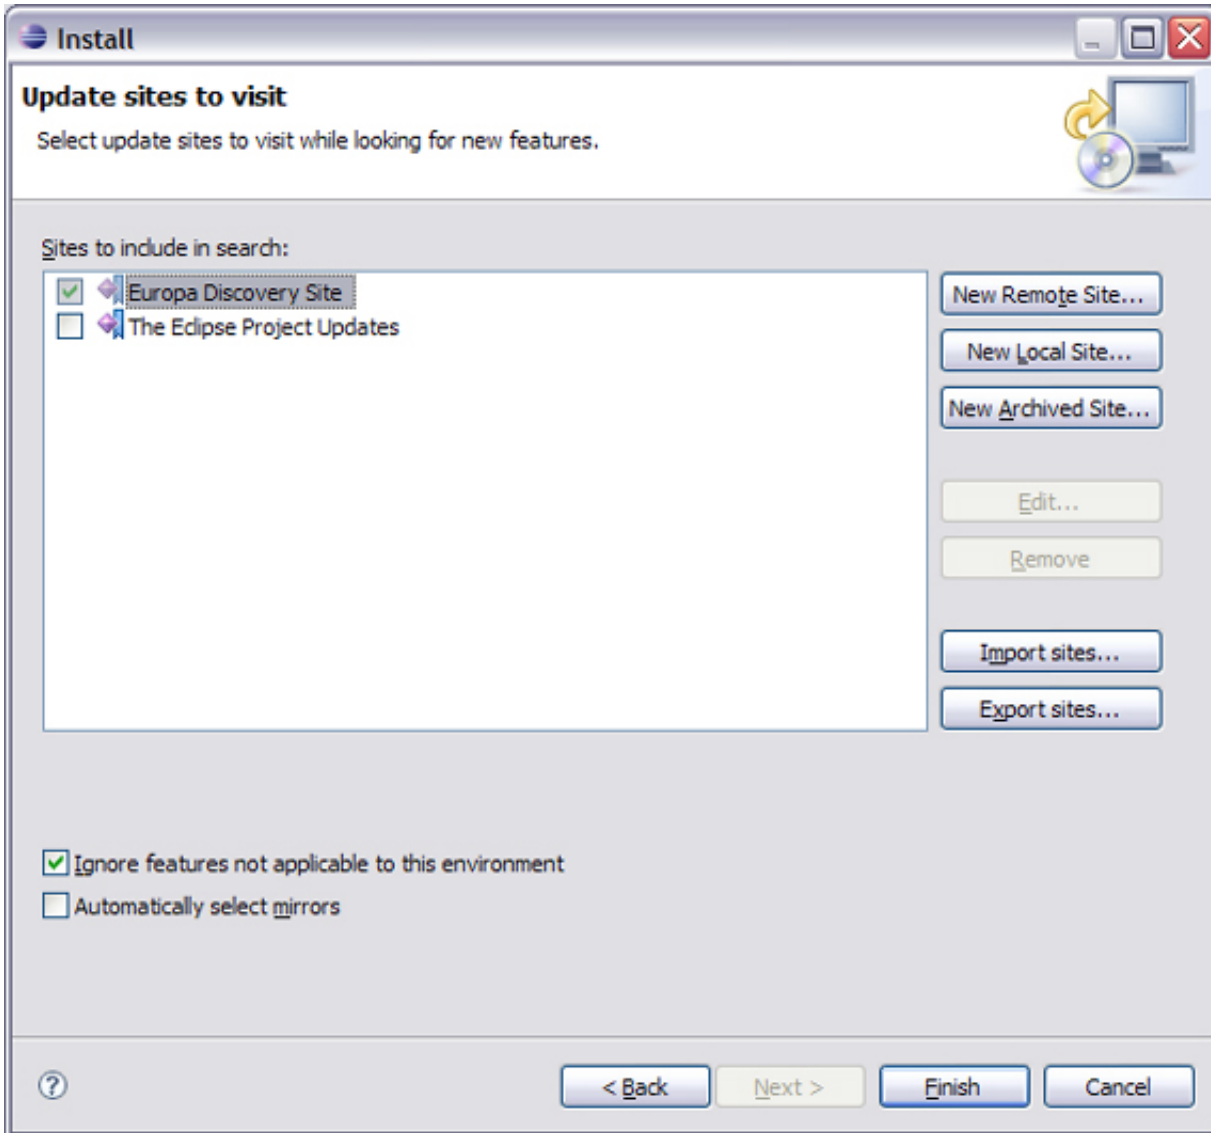 Install
Update sites to visit
Select update sites to visit while looking for new features.
Sites to include in search:
Europa Discovery Site
The Eclipse Project Updates
New Remote Site...
New Local Site...
New Archived Site...
Edit...
Remove
Import sites...
Export sites...
Ignore features not applicable to this environment
Automatically select mirrors
?
< Back
Next >
Finish
Cancel